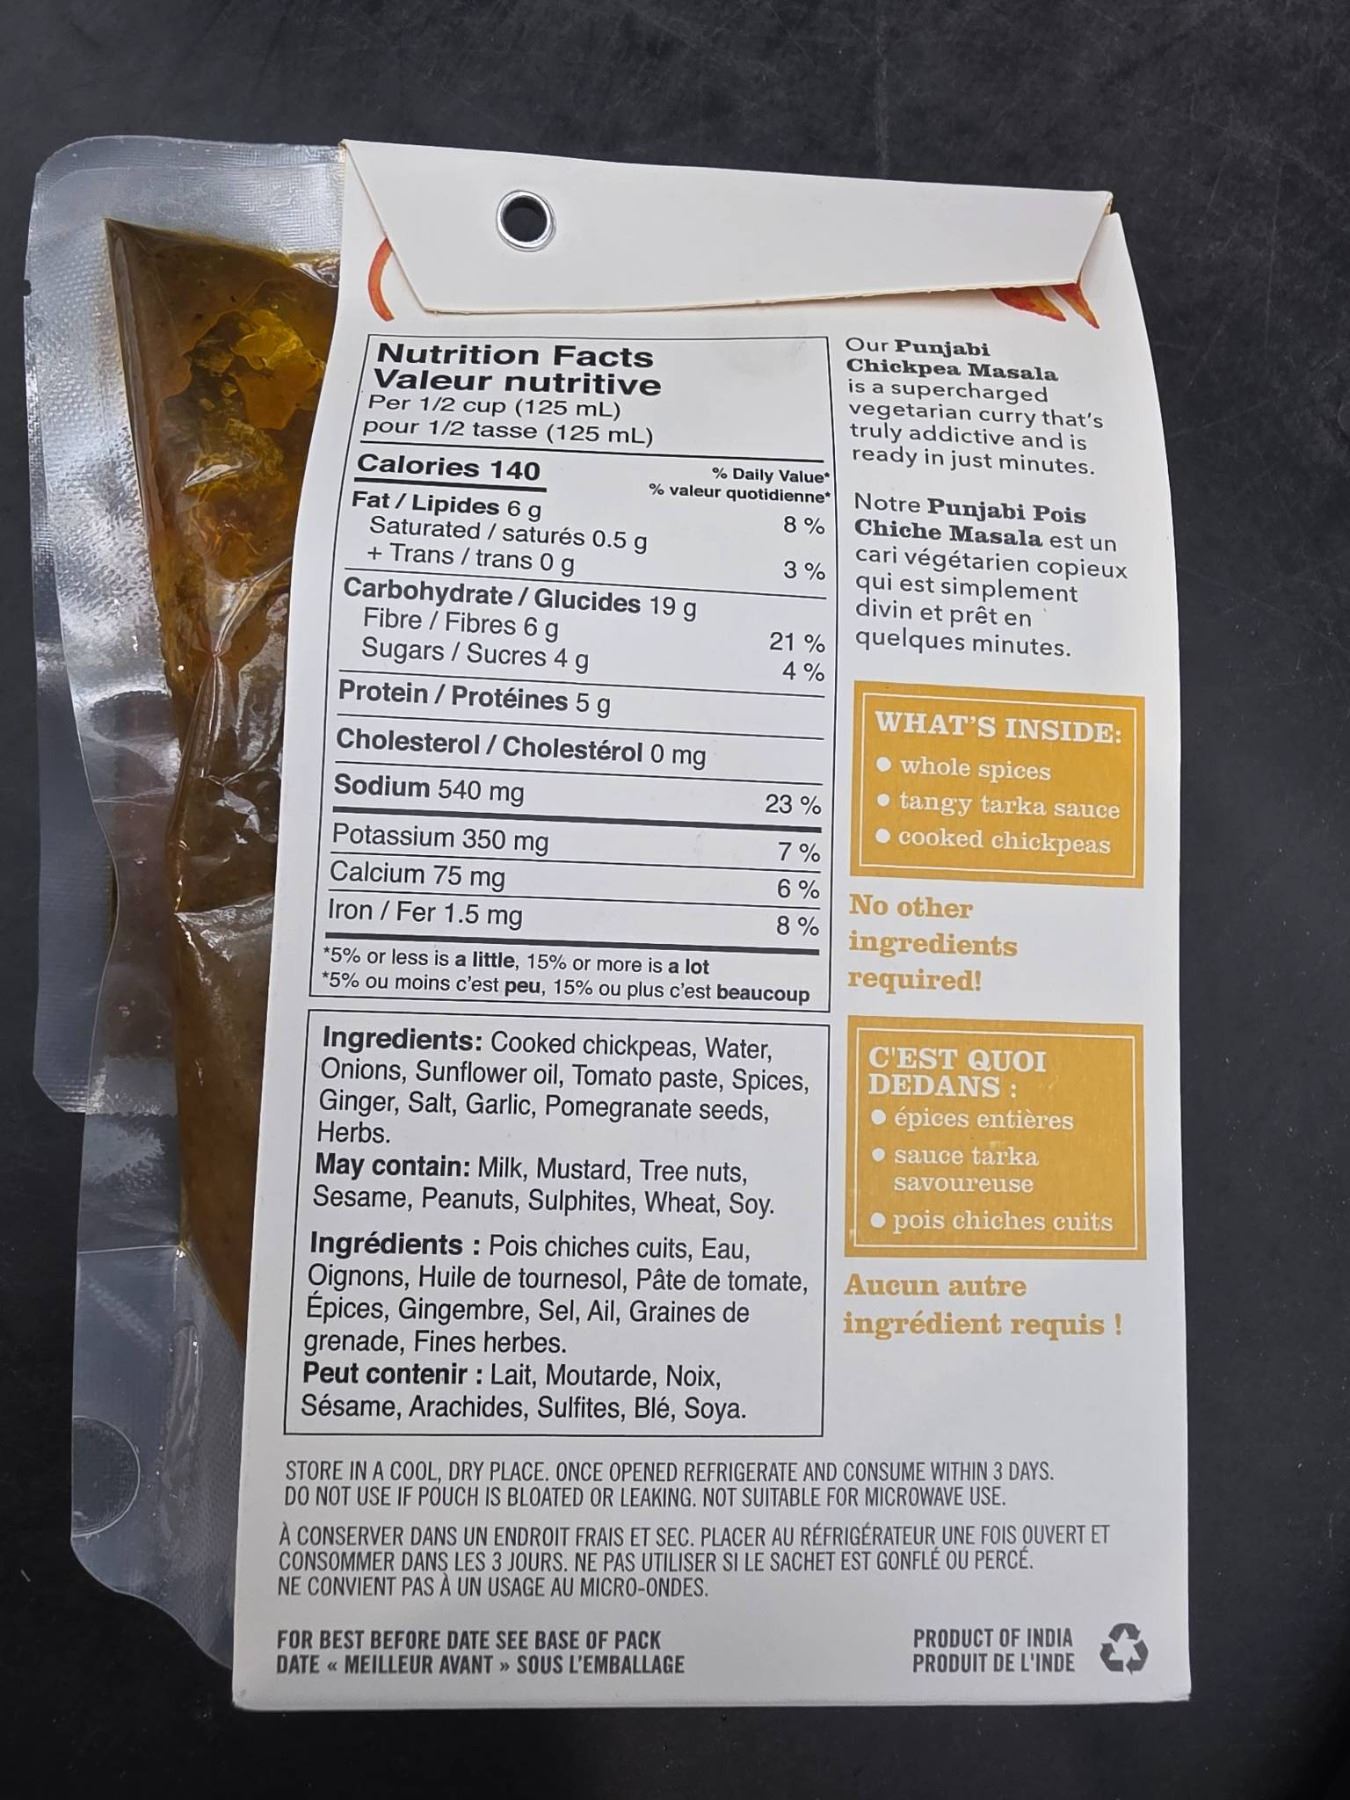 Nutrition Facts
Valeur nutritive
Per 1/2 cup (125 mL)
pour 1/2 tasse (125 mL)
Calories 140
% Daily Value*
% valeur quotidienne*
Fat / Lipides 6 g 8 %
Saturated / saturés 0.5 g
+ Trans / trans 0 g 3 %
Carbohydrate / Glucides 19 g
Fibre / Fibres 6 g 21 %
Sugars / Sucres 4 g 4 %
Protein / Protéines 5 g
Cholesterol / Cholestérol 0 mg
Sodium 540 mg 23 %
Potassium 350 mg 7 %
Calcium 75 mg 6 %
Iron / Fer 1.5 mg 8 %
*5% or less is a little, 15% or more is a lot
*5% ou moins c'est peu, 15% ou plus c'est beaucoup
Ingredients: Cooked chickpeas, Water,
Onions, Sunflower oil, Tomato paste, Spices,
Ginger, Salt, Garlic, Pomegranate seeds,
Herbs.
May contain: Milk, Mustard, Tree nuts,
Sesame, Peanuts, Sulphites, Wheat, Soy.
Ingrédients : Pois chiches cuits, Eau,
Oignons, Huile de tournesol, Pâte de tomate,
Épices, Gingembre, Sel, Ail, Graines de
grenade, Fines herbes.
Peut contenir : Lait, Moutarde, Noix,
Sésame, Arachides, Sulfites, Blé, Soya.
Our Punjabi
Chickpea Masala
is a supercharged
vegetarian curry that's
truly addictive and is
ready in just minutes.
Notre Punjabi Pois
Chiche Masala est un
cari végétarien copieux
qui est simplement
divin et prêt en
quelques minutes.
WHAT'S INSIDE:
● whole spices
● tangy tarka sauce
● cooked chickpeas
No other
ingredients
required!
C'EST QUOI
DEDANS :
● épices entières
● sauce tarka
savoureuse
● pois chiches cuits
Aucun autre
ingrédient requis !
STORE IN A COOL, DRY PLACE. ONCE OPENED REFRIGERATE AND CONSUME WITHIN 3 DAYS.
DO NOT USE IF POUCH IS BLOATED OR LEAKING. NOT SUITABLE FOR MICROWAVE USE.
À CONSERVER DANS UN ENDROIT FRAIS ET SEC. PLACER AU RÉFRIGÉRATEUR UNE FOIS OUVERT ET
CONSOMMER DANS LES 3 JOURS. NE PAS UTILISER SI LE SACHET EST GONFLÉ OU PERCÉ.
NE CONVIENT PAS À UN USAGE AU MICRO-ONDES.
FOR BEST BEFORE DATE SEE BASE OF PACK
DATE « MEILLEUR AVANT » SOUS L'EMBALLAGE
PRODUCT OF INDIA
PRODUIT DE L'INDE